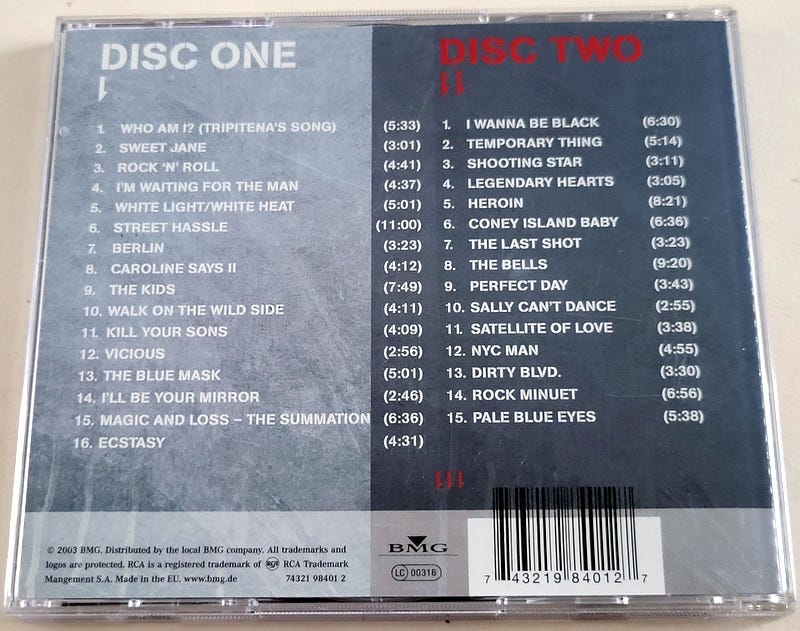 DISC ONE
1. WHO AM I? (TRIPITENA'S SONG) (5:33)
2. SWEET JANE (3:01)
3. ROCK 'N' ROLL (4:41)
4. I'M WAITING FOR THE MAN (4:37)
5. WHITE LIGHT/WHITE HEAT (5:01)
6. STREET HASSLE (11:00)
7. BERLIN (3:23)
8. CAROLINE SAYS II (4:12)
9. THE KIDS (7:49)
10. WALK ON THE WILD SIDE (4:11)
11. KILL YOUR SONS (4:09)
12. VICIOUS (2:56)
13. THE BLUE MASK (5:01)
14. I'LL BE YOUR MIRROR (2:46)
15. MAGIC AND LOSS – THE SUMMATION (6:36)
16. ECSTASY (4:31)
DISC TWO
1. I WANNA BE BLACK (6:30)
2. TEMPORARY THING (5:14)
3. SHOOTING STAR (3:11)
4. LEGENDARY HEARTS (3:05)
5. HEROIN (8:21)
6. CONEY ISLAND BABY (6:36)
7. THE LAST SHOT (3:23)
8. THE BELLS (9:20)
9. PERFECT DAY (3:43)
10. SALLY CAN'T DANCE (2:55)
11. SATELLITE OF LOVE (3:38)
12. NYC MAN (4:55)
13. DIRTY BLVD. (3:30)
14. ROCK MINUET (6:56)
15. PALE BLUE EYES (5:38)
© 2003 BMG. Distributed by the local BMG company. All trademarks and
logos are protected. RCA is a registered trademark of RCA RCA Trademark
Mangement S.A. Made in the EU. www.bmg.de 74321 98401 2
BMG
LC 00316
7 43219 84012 7